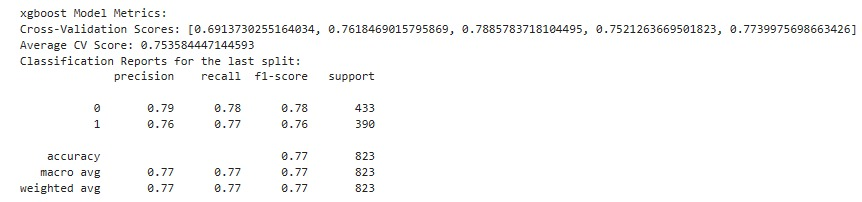 xgboost Model Metrics:
Cross-Validation Scores: [0.6913730255164034, 0.7618469015795869, 0.7885783718104495, 0.7521263669501823, 0.7739975698663426]
Average CV Score: 0.753584447144593
Classification Reports for the last split:
precision recall f1-score support
0 0.79 0.78 0.78 433
1 0.76 0.77 0.76 390
accuracy 0.77 823
macro avg 0.77 0.77 0.77 823
weighted avg 0.77 0.77 0.77 823